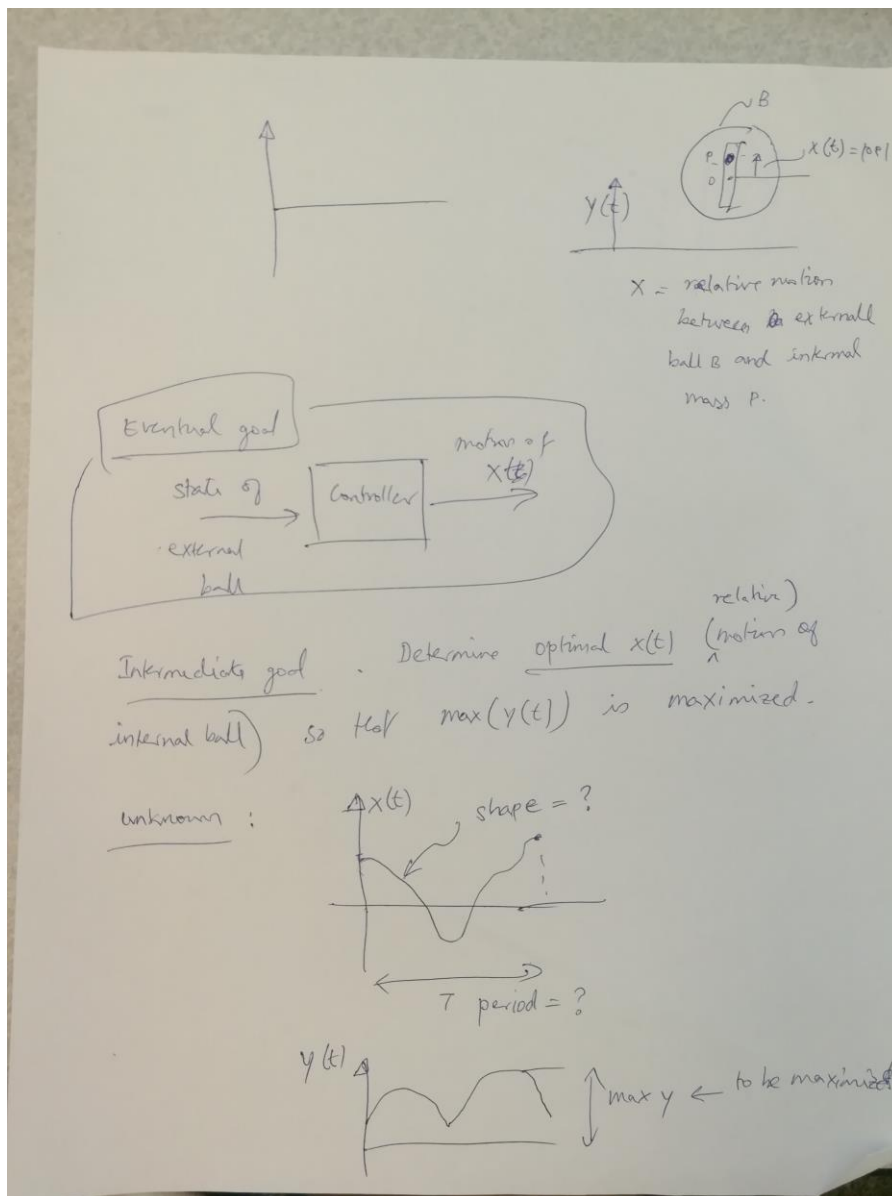 B
P
O
x(t) = |OP|
y(t)
X = relative motion
between externall
ball B and internal
mass P.
Eventual goal
state of
external
ball
Controller
motion of
x(t)
relative)
Intermediate goal . Determine optimal x(t) (motion of
internal ball) so that max(y(t)) is maximized.
unknown :
x(t)
shape = ?
T period = ?
y(t)
max y ← to be maximized